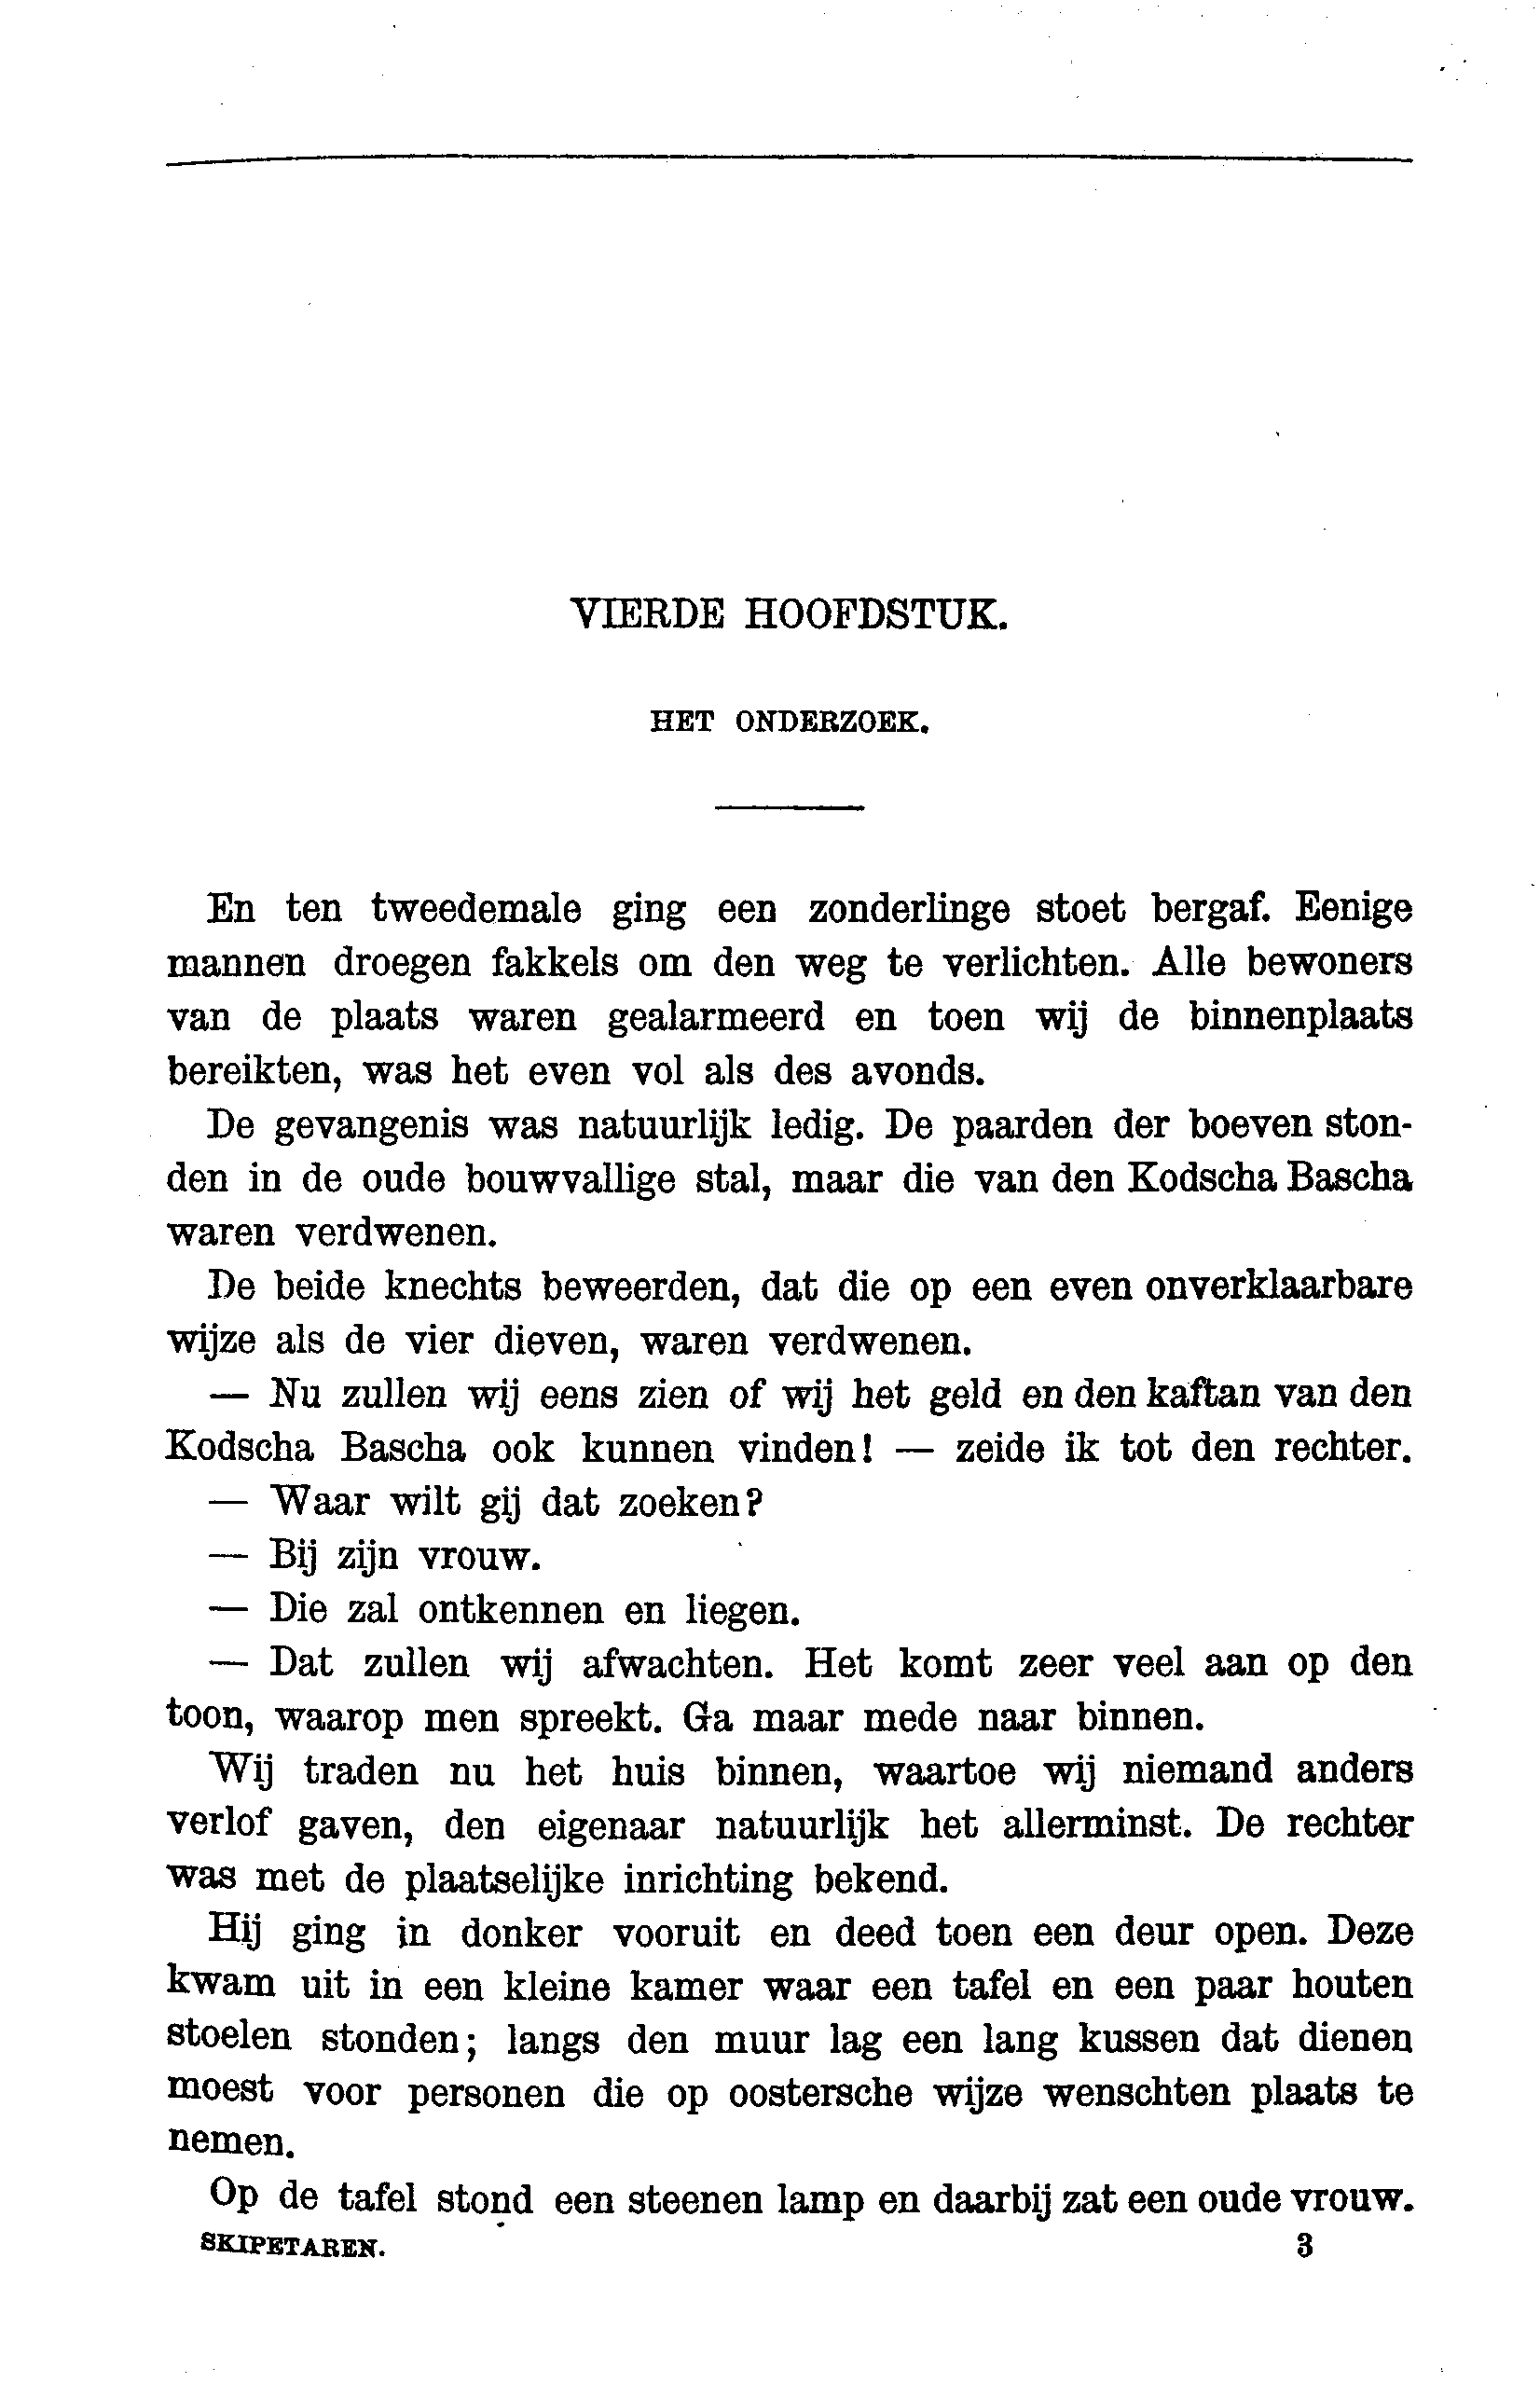 VIERDE HOOFDSTUK.
HET ONDERZOEK.
En ten tweedemale ging een zonderlinge stoet bergaf. Eenige
mannen droegen fakkels om den weg te verlichten. Alle bewoners
van de plaats waren gealarmeerd en toen wij de binnenplaats
bereikten, was het even vol als des avonds.
De gevangenis was natuurlijk ledig. De paarden der boeven ston-
den in de oude bouwvallige stal, maar die van den Kodscha Bascha
waren verdwenen.
De beide knechts beweerden, dat die op een even onverklaarbare
wijze als de vier dieven, waren verdwenen.
— Nu zullen wij eens zien of wij het geld en den kaftan van den
Kodscha Bascha ook kunnen vinden! — zeide ik tot den rechter.
— Waar wilt gij dat zoeken?
— Bij zijn vrouw.
— Die zal ontkennen en liegen.
— Dat zullen wij afwachten. Het komt zeer veel aan op den
toon, waarop men spreekt. Ga maar mede naar binnen.
Wij traden nu het huis binnen, waartoe wij niemand anders
verlof gaven, den eigenaar natuurlijk het allerminst. De rechter
was met de plaatselijke inrichting bekend.
Hij ging in donker vooruit en deed toen een deur open. Deze
kwam uit in een kleine kamer waar een tafel en een paar houten
stoelen stonden; langs den muur lag een lang kussen dat dienen
moest voor personen die op oostersche wijze wenschten plaats te
nemen.
Op de tafel stond een steenen lamp en daarbij zat een oude vrouw.
SKIPETAREN. 3